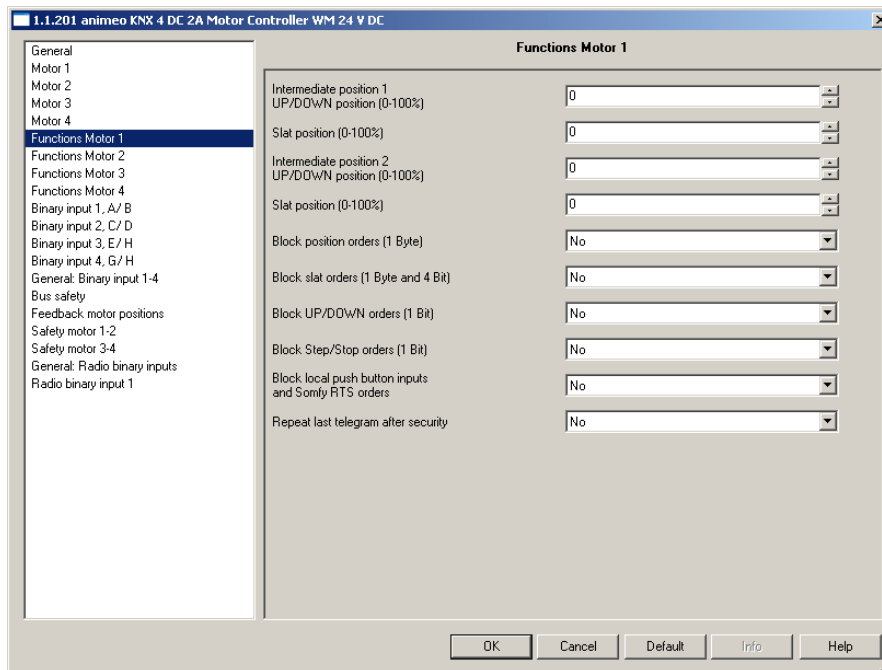 1.1.201 animeo KNX 4 DC 2A Motor Controller WM 24 V DC
General
Motor 1
Motor 2
Motor 3
Motor 4
Functions Motor 1
Functions Motor 2
Functions Motor 3
Functions Motor 4
Binary input 1, A/ B
Binary input 2, C/ D
Binary input 3, E/ H
Binary input 4, G/ H
General: Binary input 1-4
Bus safety
Feedback motor positions
Safety motor 1-2
Safety motor 3-4
General: Radio binary inputs
Radio binary input 1
Functions Motor 1
Intermediate position 1
UP/DOWN position (0-100%)
0
Slat position (0-100%)
0
Intermediate position 2
UP/DOWN position (0-100%)
0
Slat position (0-100%)
0
Block position orders (1 Byte)
No
Block slat orders (1 Byte and 4 Bit)
No
Block UP/DOWN orders (1 Bit)
No
Block Step/Stop orders (1 Bit)
No
Block local push button inputs
and Somfy RTS orders
No
Repeat last telegram after security
No
OK
Cancel
Default
Info
Help